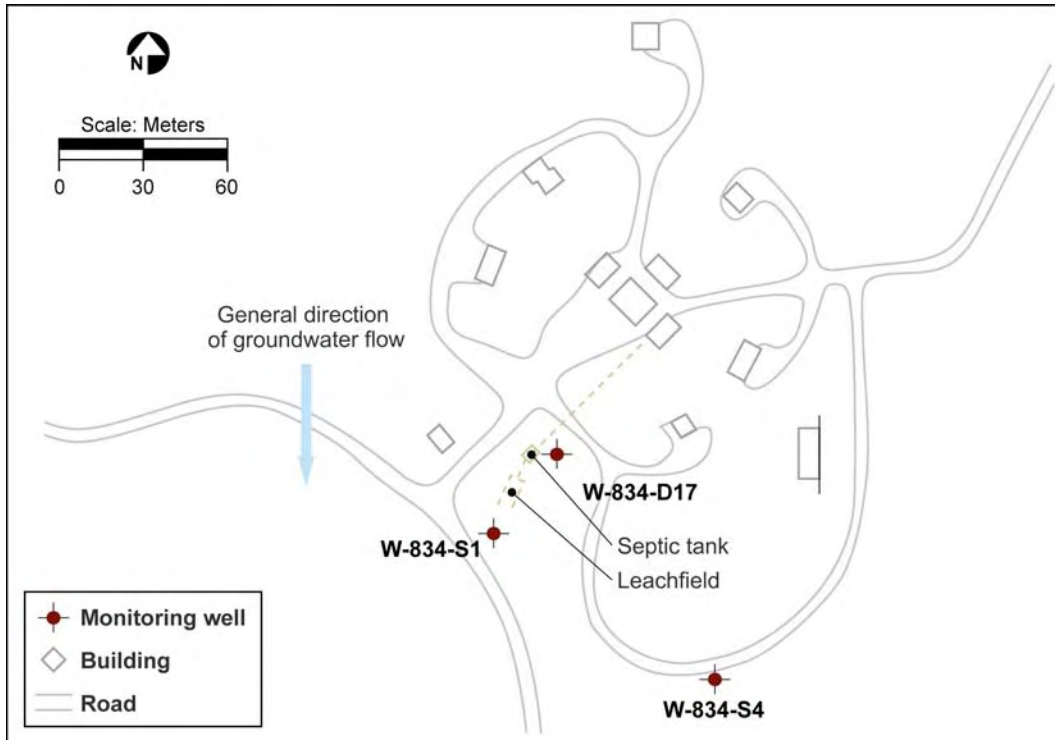 N
Scale: Meters
0 30 60
General direction
of groundwater flow
W-834-D17
W-834-S1
Septic tank
Leachfield
W-834-S4
Monitoring well
Building
Road